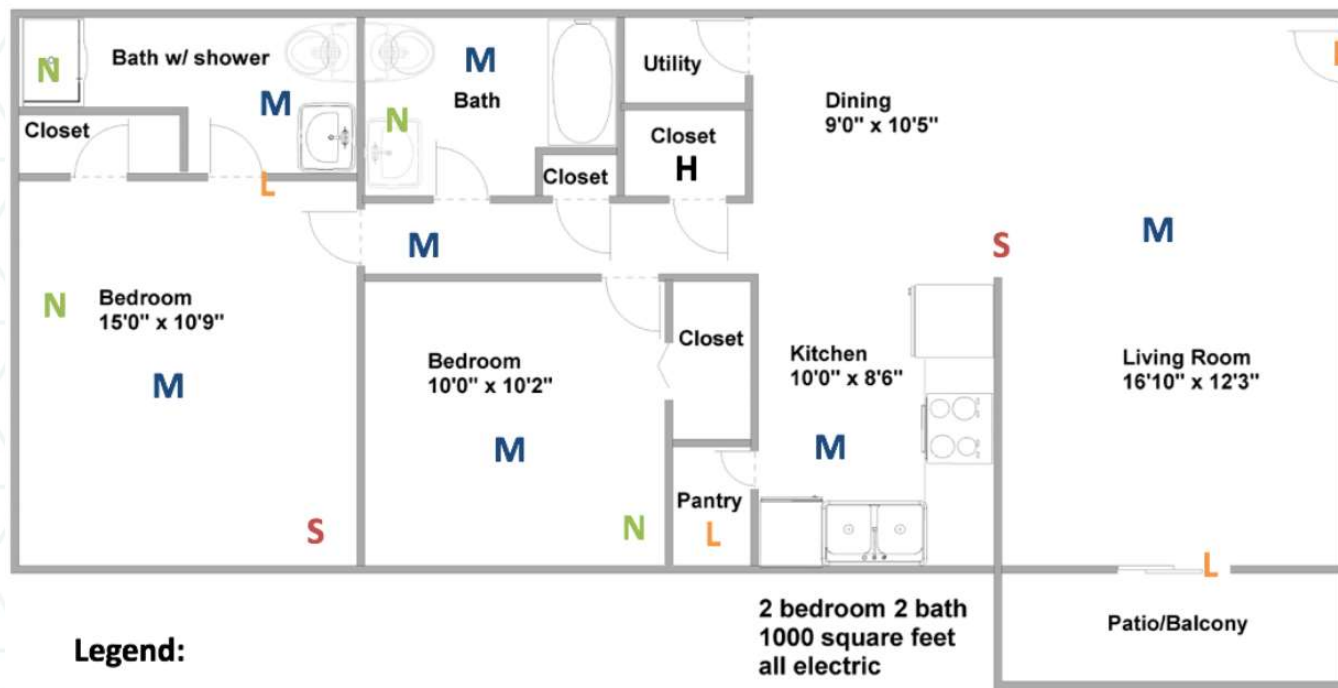 N
Bath w/ shower
M
M
Bath
N
Utility
Dining
9'0" x 10'5"
Closet
Closet
H
Closet
L
M
S
M
N
Bedroom
15'0" x 10'9"
M
Bedroom
10'0" x 10'2"
M
Closet
Kitchen
10'0" x 8'6"
M
Living Room
16'10" x 12'3"
S
N
Pantry
L
L
2 bedroom 2 bath
1000 square feet
all electric
Patio/Balcony
Legend: